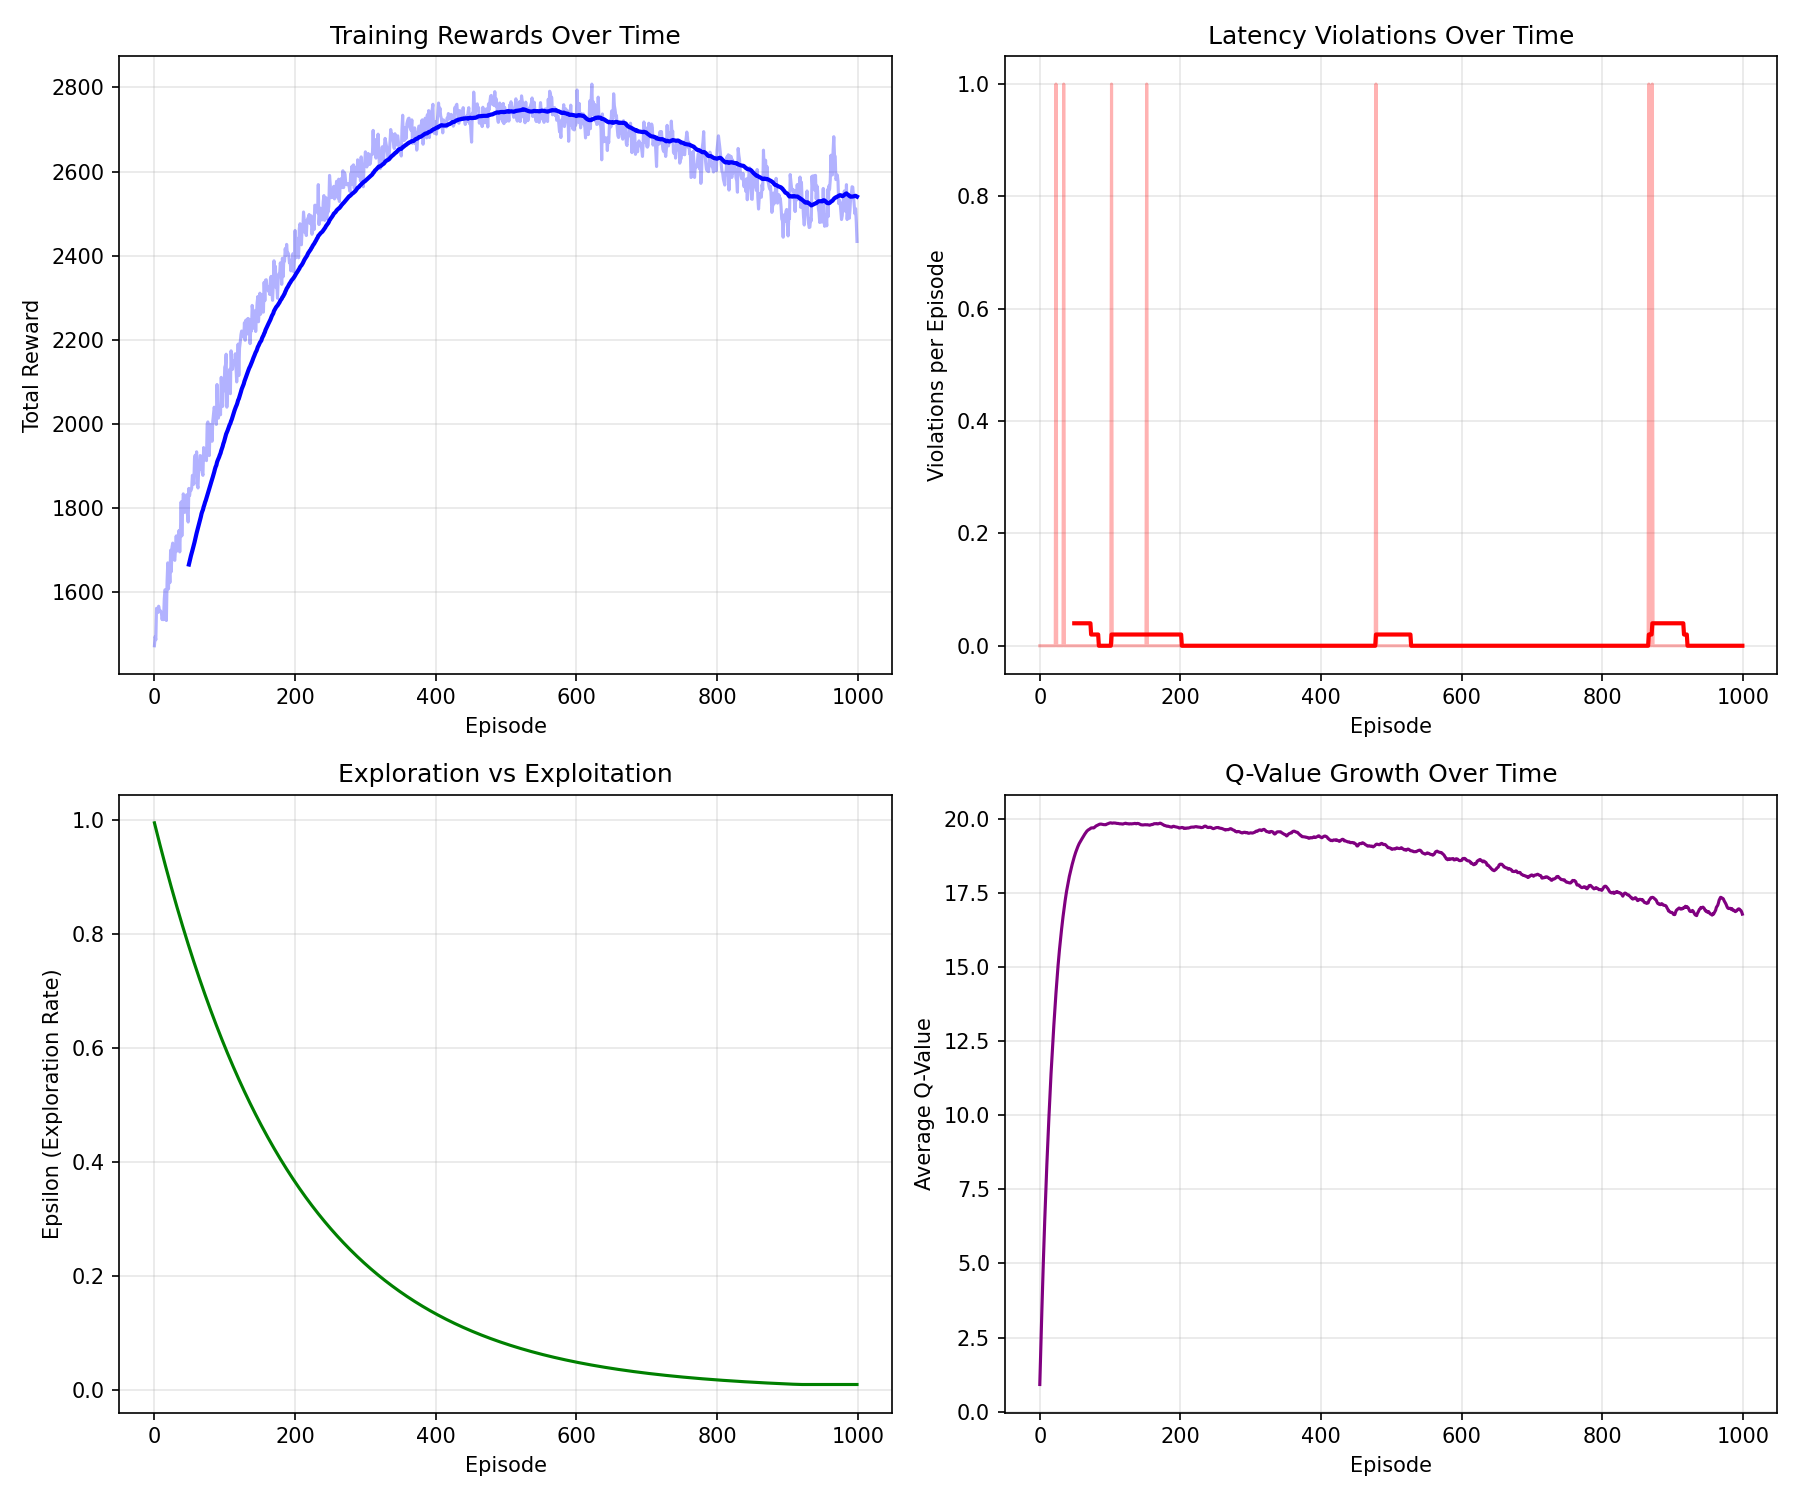 Training Rewards Over Time
Total Reward
2800
2600
2400
2200
2000
1800
1600
0 200 400 600 800 1000
Episode
Latency Violations Over Time
Violations per Episode
1.0
0.8
0.6
0.4
0.2
0.0
0 200 400 600 800 1000
Episode
Exploration vs Exploitation
Epsilon (Exploration Rate)
1.0
0.8
0.6
0.4
0.2
0.0
0 200 400 600 800 1000
Episode
Q-Value Growth Over Time
Average Q-Value
20.0
17.5
15.0
12.5
10.0
7.5
5.0
2.5
0.0
0 200 400 600 800 1000
Episode